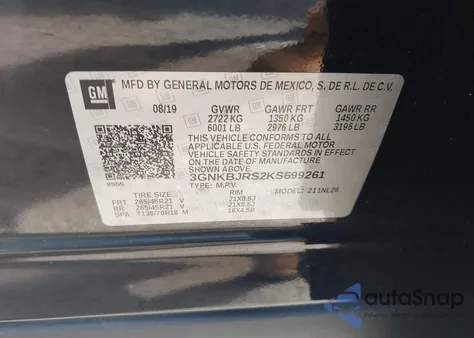 GM
MFD BY GENERAL MOTORS DE MEXICO, S. DE R.L. DE C.V.
08/19 GVWR GAWR FRT GAWR RR
2722 KG 1350 KG 1450 KG
6001 LB 2976 LB 3196 LB
THIS VEHICLE CONFORMS TO ALL
APPLICABLE U.S. FEDERAL MOTOR
VEHICLE SAFETY STANDARDS IN EFFECT
ON THE DATE OF MANUFACTURE
SHOWN ABOVE.
3GNKBJRS2KS699261
TYPE: M.P.V. MODEL: 211NL26
TIRE SIZE RIM
FRT 265/45R21 V 21X8.5J
RR 265/45R21 V 21X8.5J
SPA T135/70R18 M 18X4.5B
autoSnap